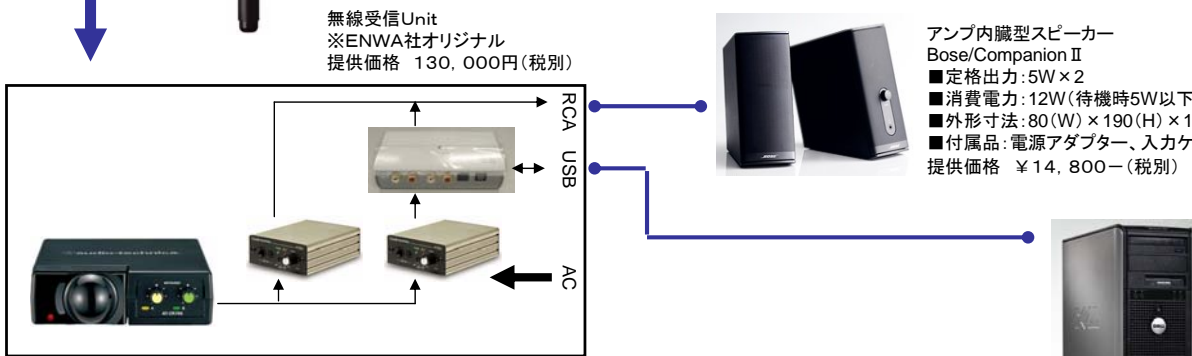 無線受信Unit
※ENWA社オリジナル
提供価格 130,000円(税別)
アンプ内臓型スピーカー
Bose/CompanionⅡ
■定格出力:5W×2
■消費電力:12W(待機時5W以下
■外形寸法:80(W)×190(H)×1
■付属品:電源アダプター、入力ケ
提供価格 ¥14,800-(税別)
RCA
USB
AC
audio-technica
BOSE
DELL